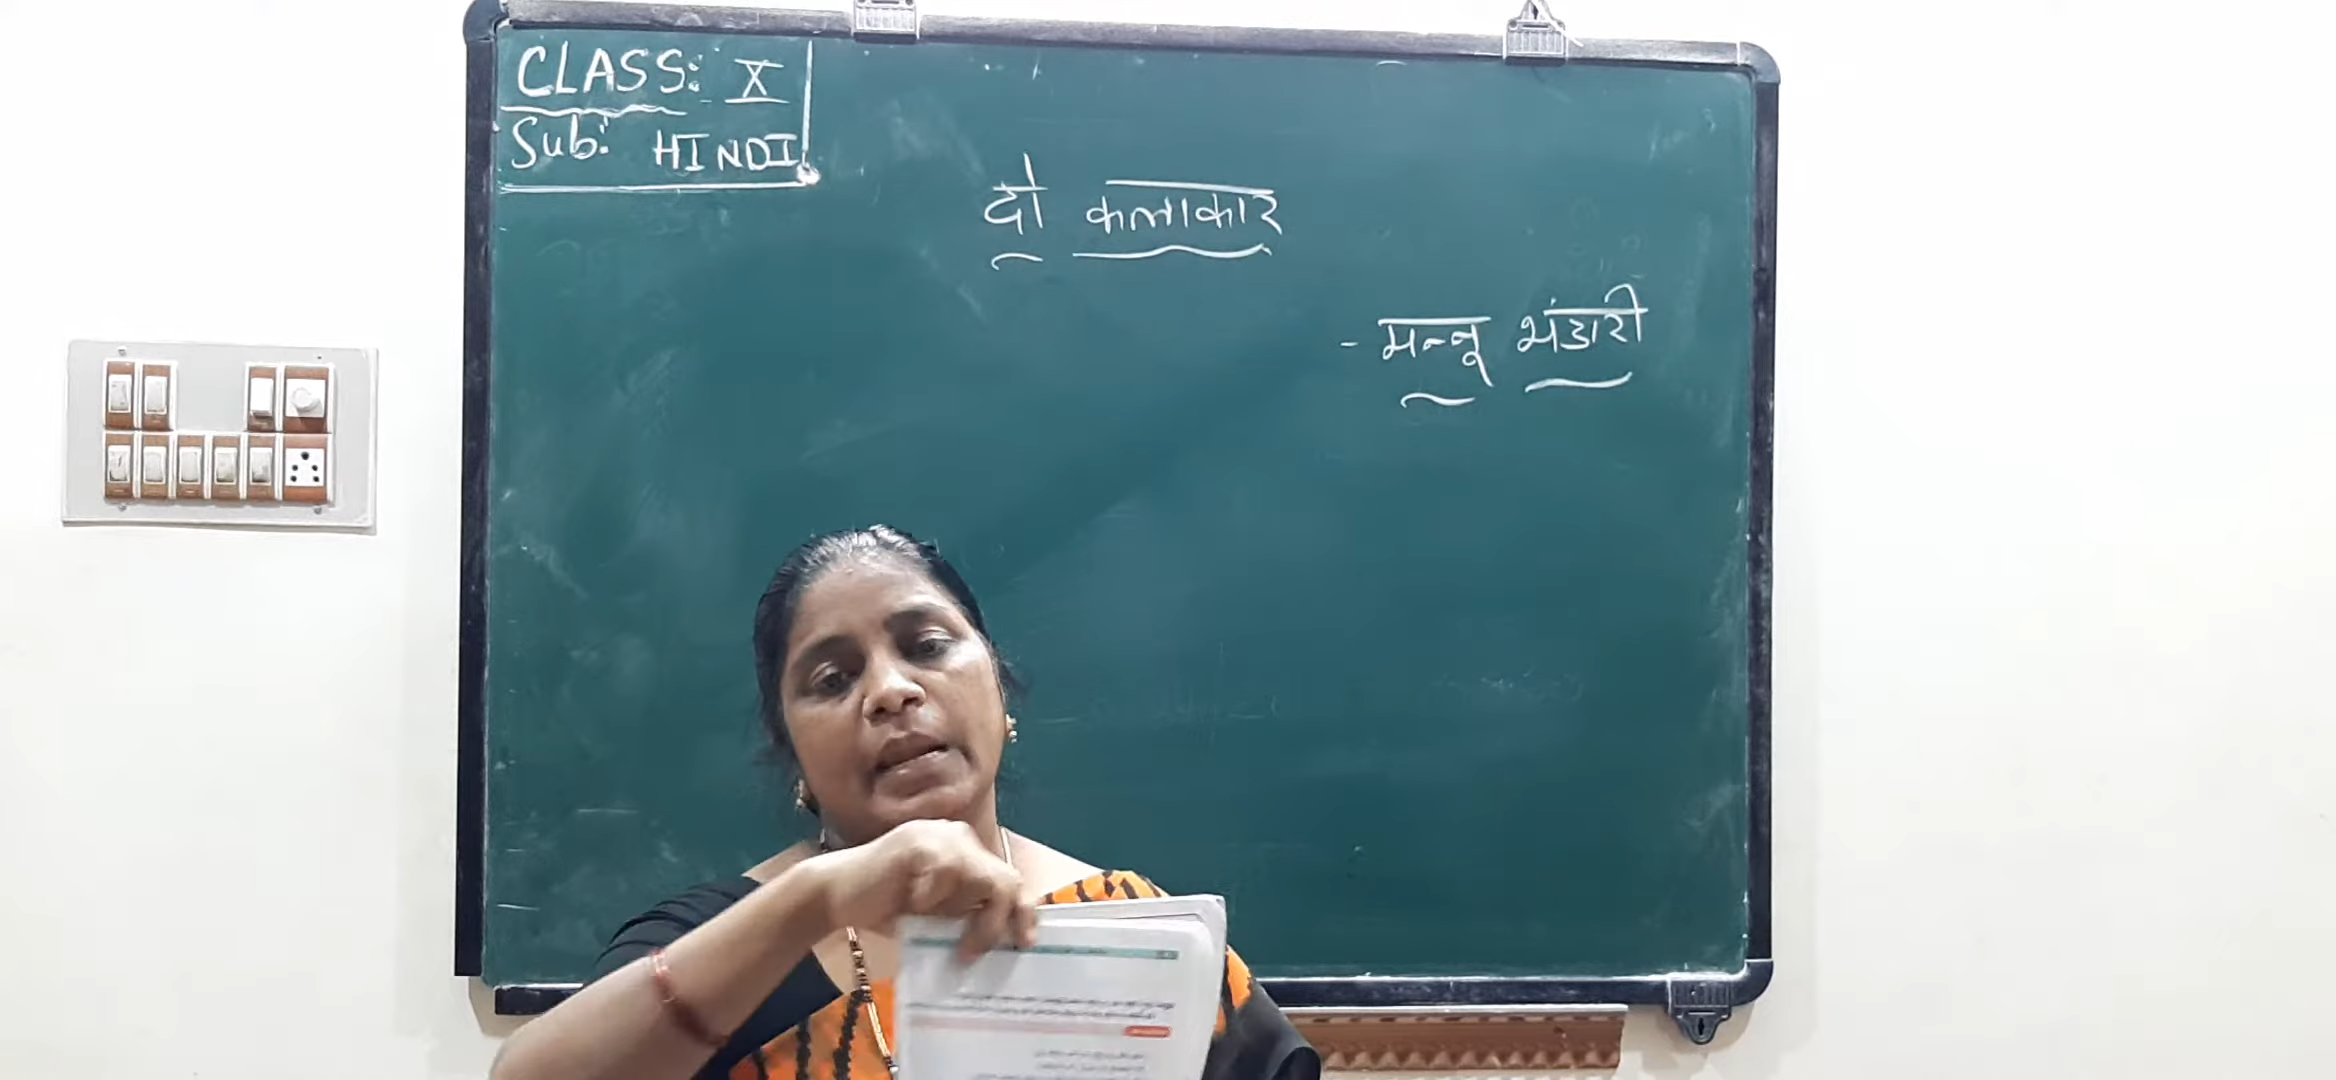 CLASS: X
Sub: HINDI
दो कलाकार
- मन्नू भंडारी